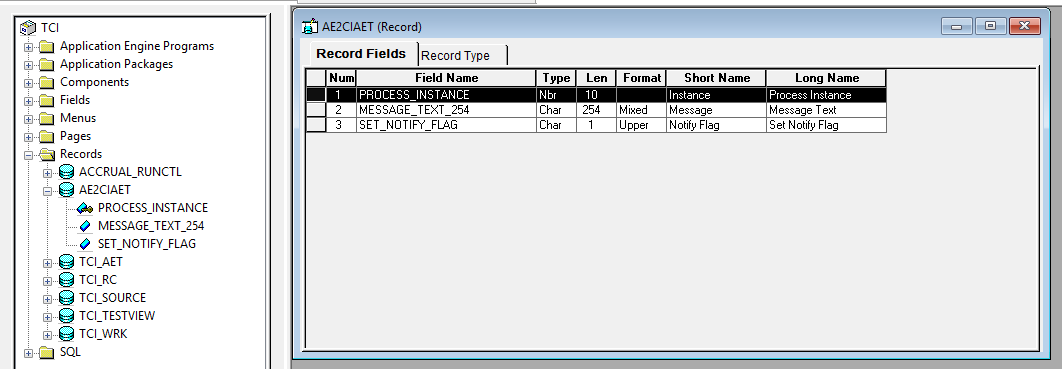 TCI
Application Engine Programs
Application Packages
Components
Fields
Menus
Pages
Records
ACCRUAL_RUNCTL
AE2CIAET
PROCESS_INSTANCE
MESSAGE_TEXT_254
SET_NOTIFY_FLAG
TCI_AET
TCI_RC
TCI_SOURCE
TCI_TESTVIEW
TCI_WRK
SQL
AE2CIAET (Record)
Record Fields Record Type
Num Field Name Type Len Format Short Name Long Name
1 PROCESS_INSTANCE Nbr 10 Instance Process Instance
2 MESSAGE_TEXT_254 Char 254 Mixed Message Message Text
3 SET_NOTIFY_FLAG Char 1 Upper Notify Flag Set Notify Flag